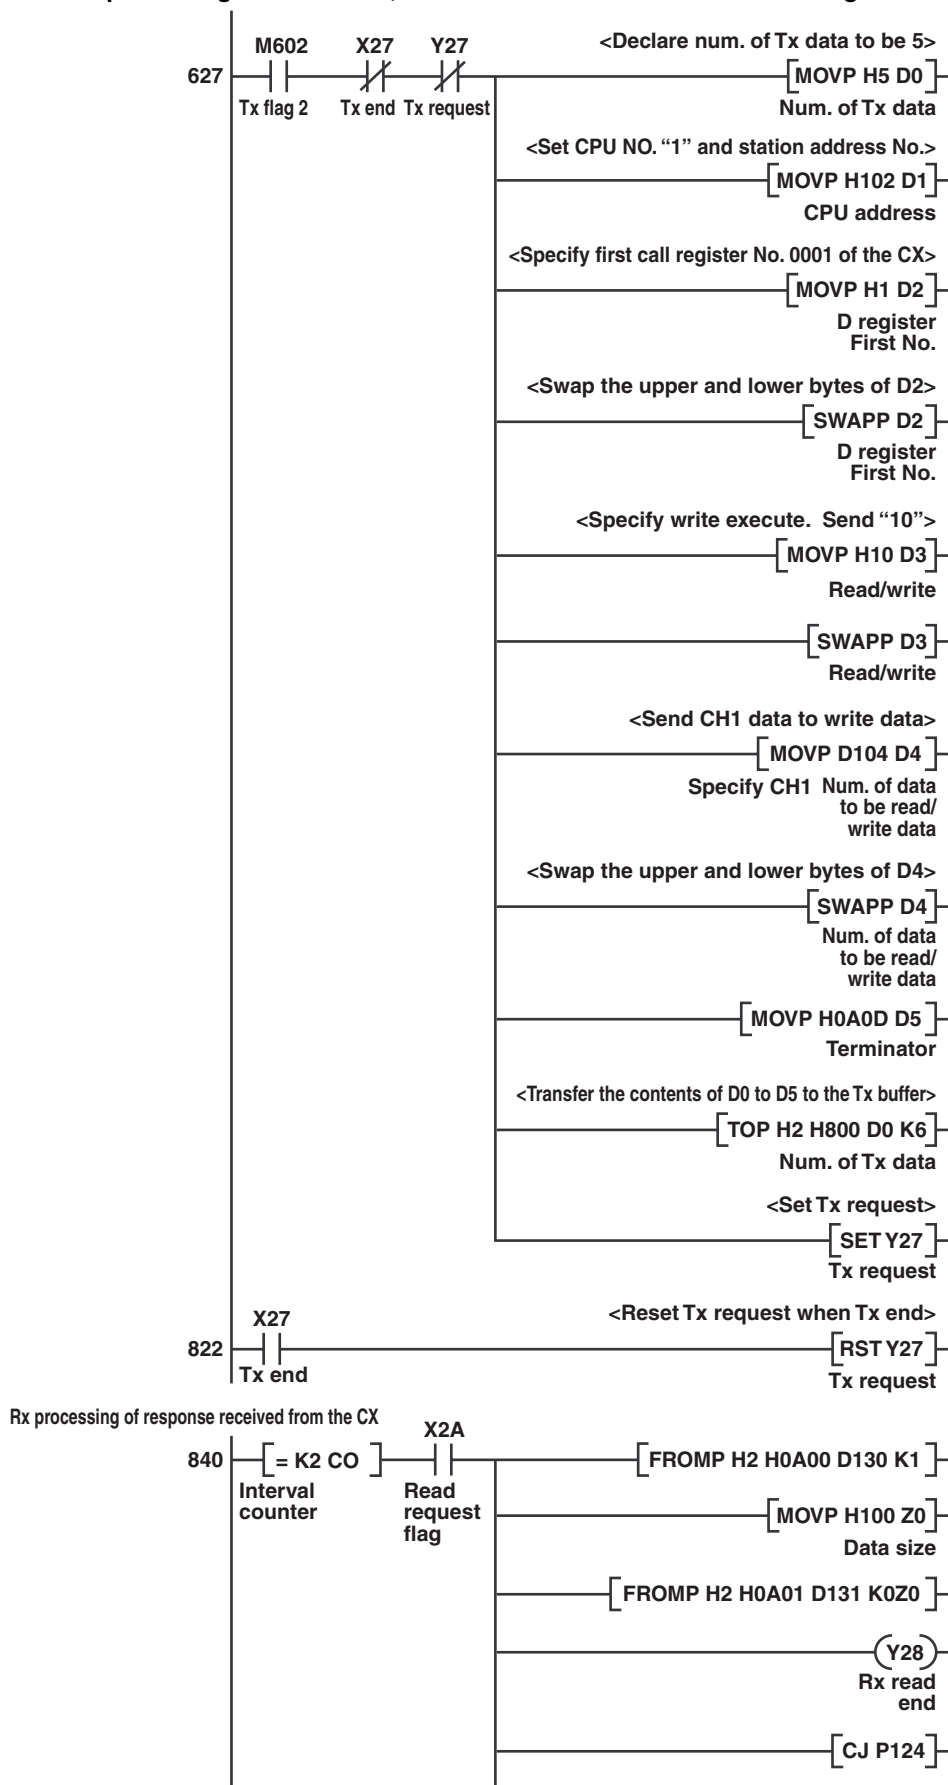 M602 X27 Y27
<Declare num. of Tx data to be 5>
627 MOVP H5 D0
Tx flag 2 Tx end Tx request
Num. of Tx data
<Set CPU NO. “1” and station address No.>
MOVP H102 D1
CPU address
<Specify first call register No. 0001 of the CX>
MOVP H1 D2
D register
First No.
<Swap the upper and lower bytes of D2>
SWAPP D2
D register
First No.
<Specify write execute. Send “10”>
MOVP H10 D3
Read/write
SWAPP D3
Read/write
<Send CH1 data to write data>
MOVP D104 D4
Specify CH1 Num. of data
to be read/
write data
<Swap the upper and lower bytes of D4>
SWAPP D4
Num. of data
to be read/
write data
MOVP H0A0D D5
Terminator
<Transfer the contents of D0 to D5 to the Tx buffer>
TOP H2 H800 D0 K6
Num. of Tx data
<Set Tx request>
SET Y27
Tx request
X27
<Reset Tx request when Tx end>
822 RST Y27
Tx end
Tx request
Rx processing of response received from the CX
X2A
840 = K2 CO FROMP H2 H0A00 D130 K1
Interval
counter
Read
request
flag
MOVP H100 Z0
Data size
FROMP H2 H0A01 D131 K0Z0
Y28
Rx read
end
CJ P124